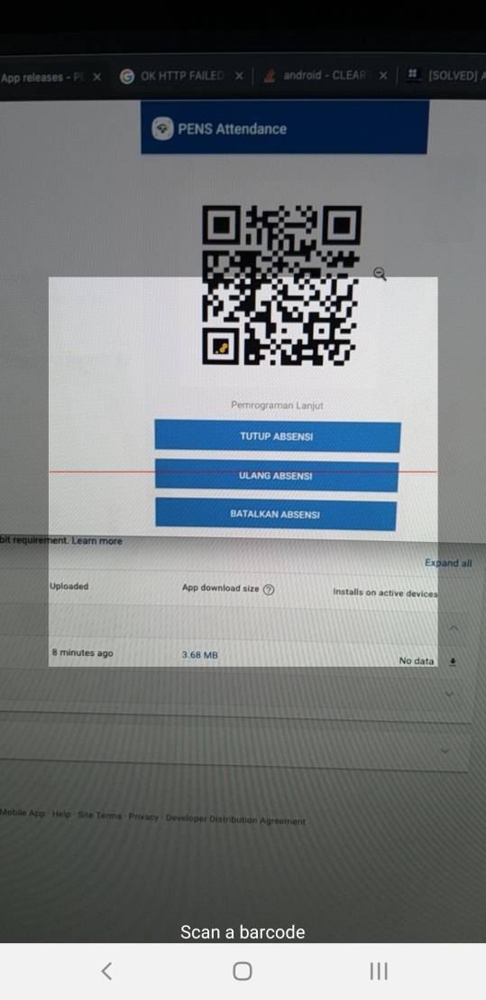 App releases - PE
OK HTTP FAILED
android - CLEART
[SOLVED] A
PENS Attendance
Pemrograman Lanjut
TUTUP ABSENSI
ULANG ABSENSI
BATALKAN ABSENSI
bit requirement. Learn more
Expand all
Uploaded App download size Installs on active devices
8 minutes ago 3.68 MB No data
Mobile App · Help · Site Terms · Privacy · Developer Distribution Agreement
Scan a barcode